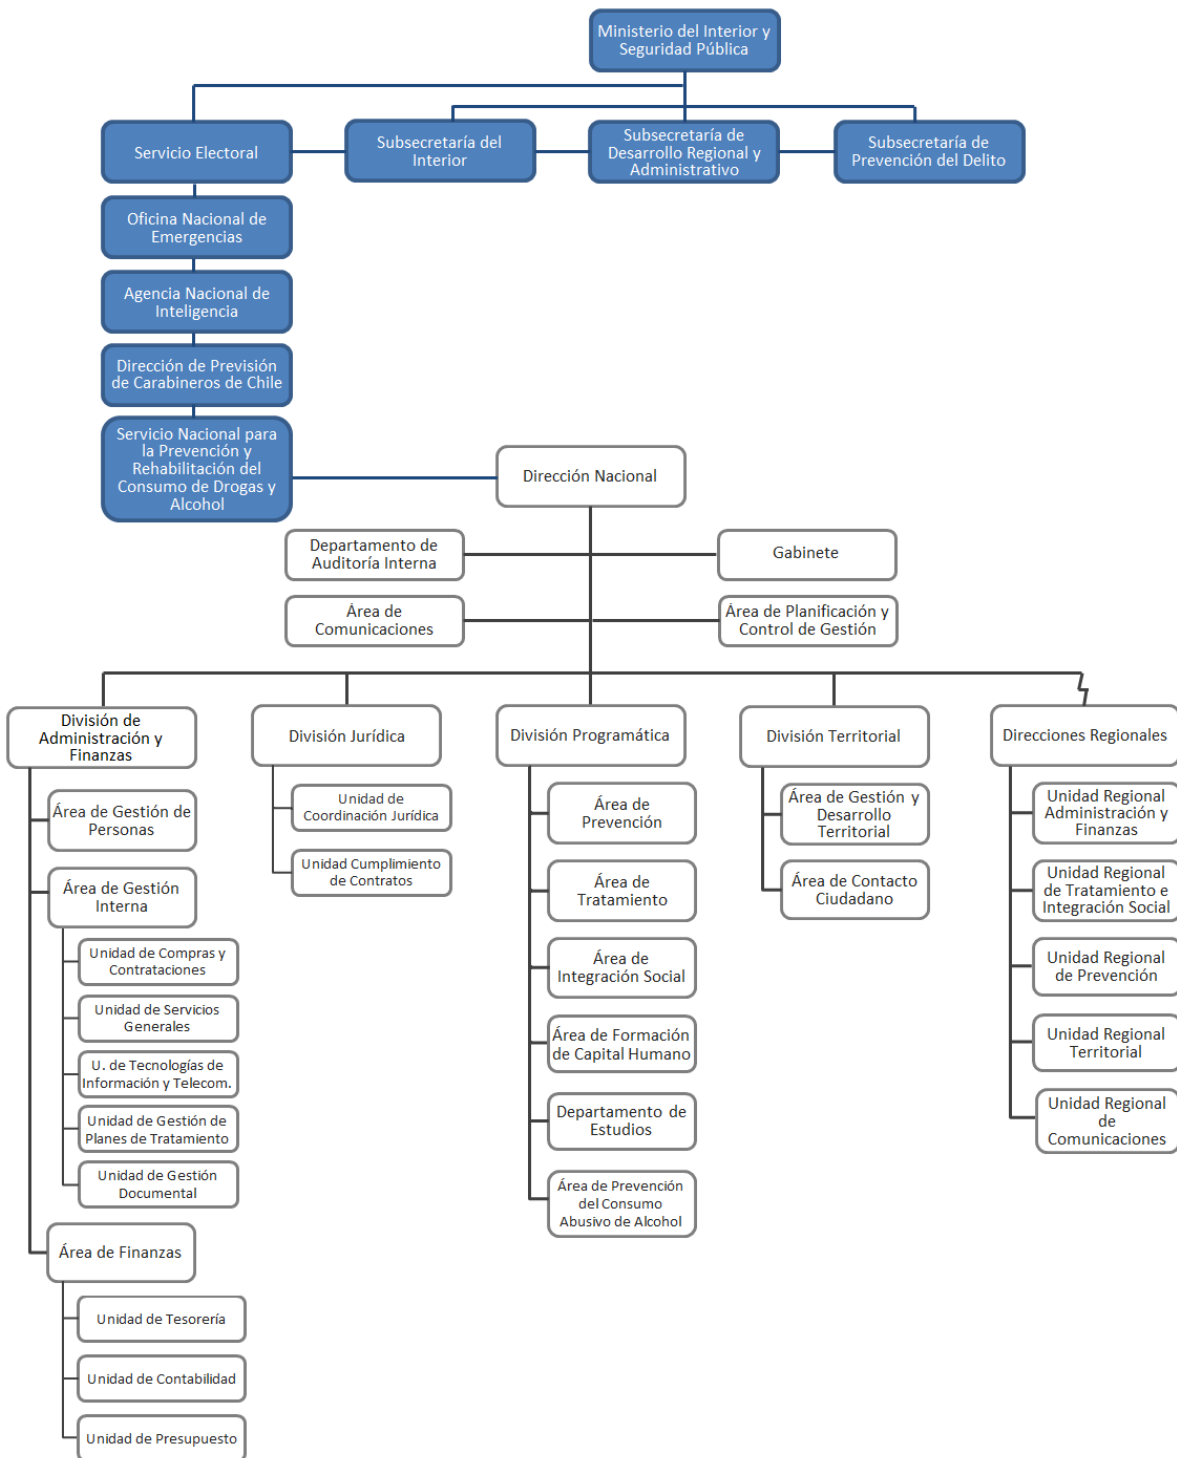 Ministerio del Interior y
Seguridad Pública
Servicio Electoral
Subsecretaría del
Interior
Subsecretaría de
Desarrollo Regional y
Administrativo
Subsecretaría de
Prevención del Delito
Oficina Nacional de
Emergencias
Agencia Nacional de
Inteligencia
Dirección de Previsión
de Carabineros de Chile
Servicio Nacional para
la Prevención y
Rehabilitación del
Consumo de Drogas y
Alcohol
Dirección Nacional
Departamento de
Auditoría Interna
Gabinete
Área de
Comunicaciones
Área de Planificación y
Control de Gestión
División de
Administración y
Finanzas
Área de Gestión de
Personas
Área de Gestión
Interna
Unidad de Compras y
Contrataciones
Unidad de Servicios
Generales
U. de Tecnologías de
Información y Telecom.
Unidad de Gestión de
Planes de Tratamiento
Unidad de Gestión
Documental
Área de Finanzas
Unidad de Tesorería
Unidad de Contabilidad
Unidad de Presupuesto
División Jurídica
Unidad de
Coordinación Jurídica
Unidad Cumplimiento
de Contratos
División Programática
Área de
Prevención
Área de
Tratamiento
Área de
Integración Social
Área de Formación
de Capital Humano
Departamento de
Estudios
Área de Prevención
del Consumo
Abusivo de Alcohol
División Territorial
Área de Gestión y
Desarrollo
Territorial
Área de Contacto
Ciudadano
Direcciones Regionales
Unidad Regional
Administración y
Finanzas
Unidad Regional
de Tratamiento e
Integración Social
Unidad Regional
de Prevención
Unidad Regional
Territorial
Unidad Regional
de
Comunicaciones